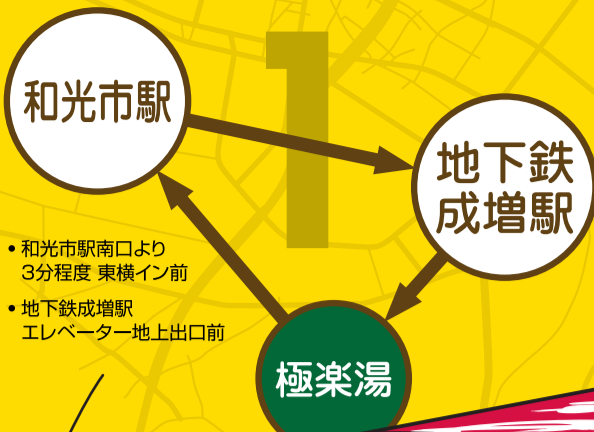 1
和光市駅
地下鉄
成増駅
• 和光市駅南口より
3分程度 東横イン前
• 地下鉄成増駅
エレベーター地上出口前
極楽湯